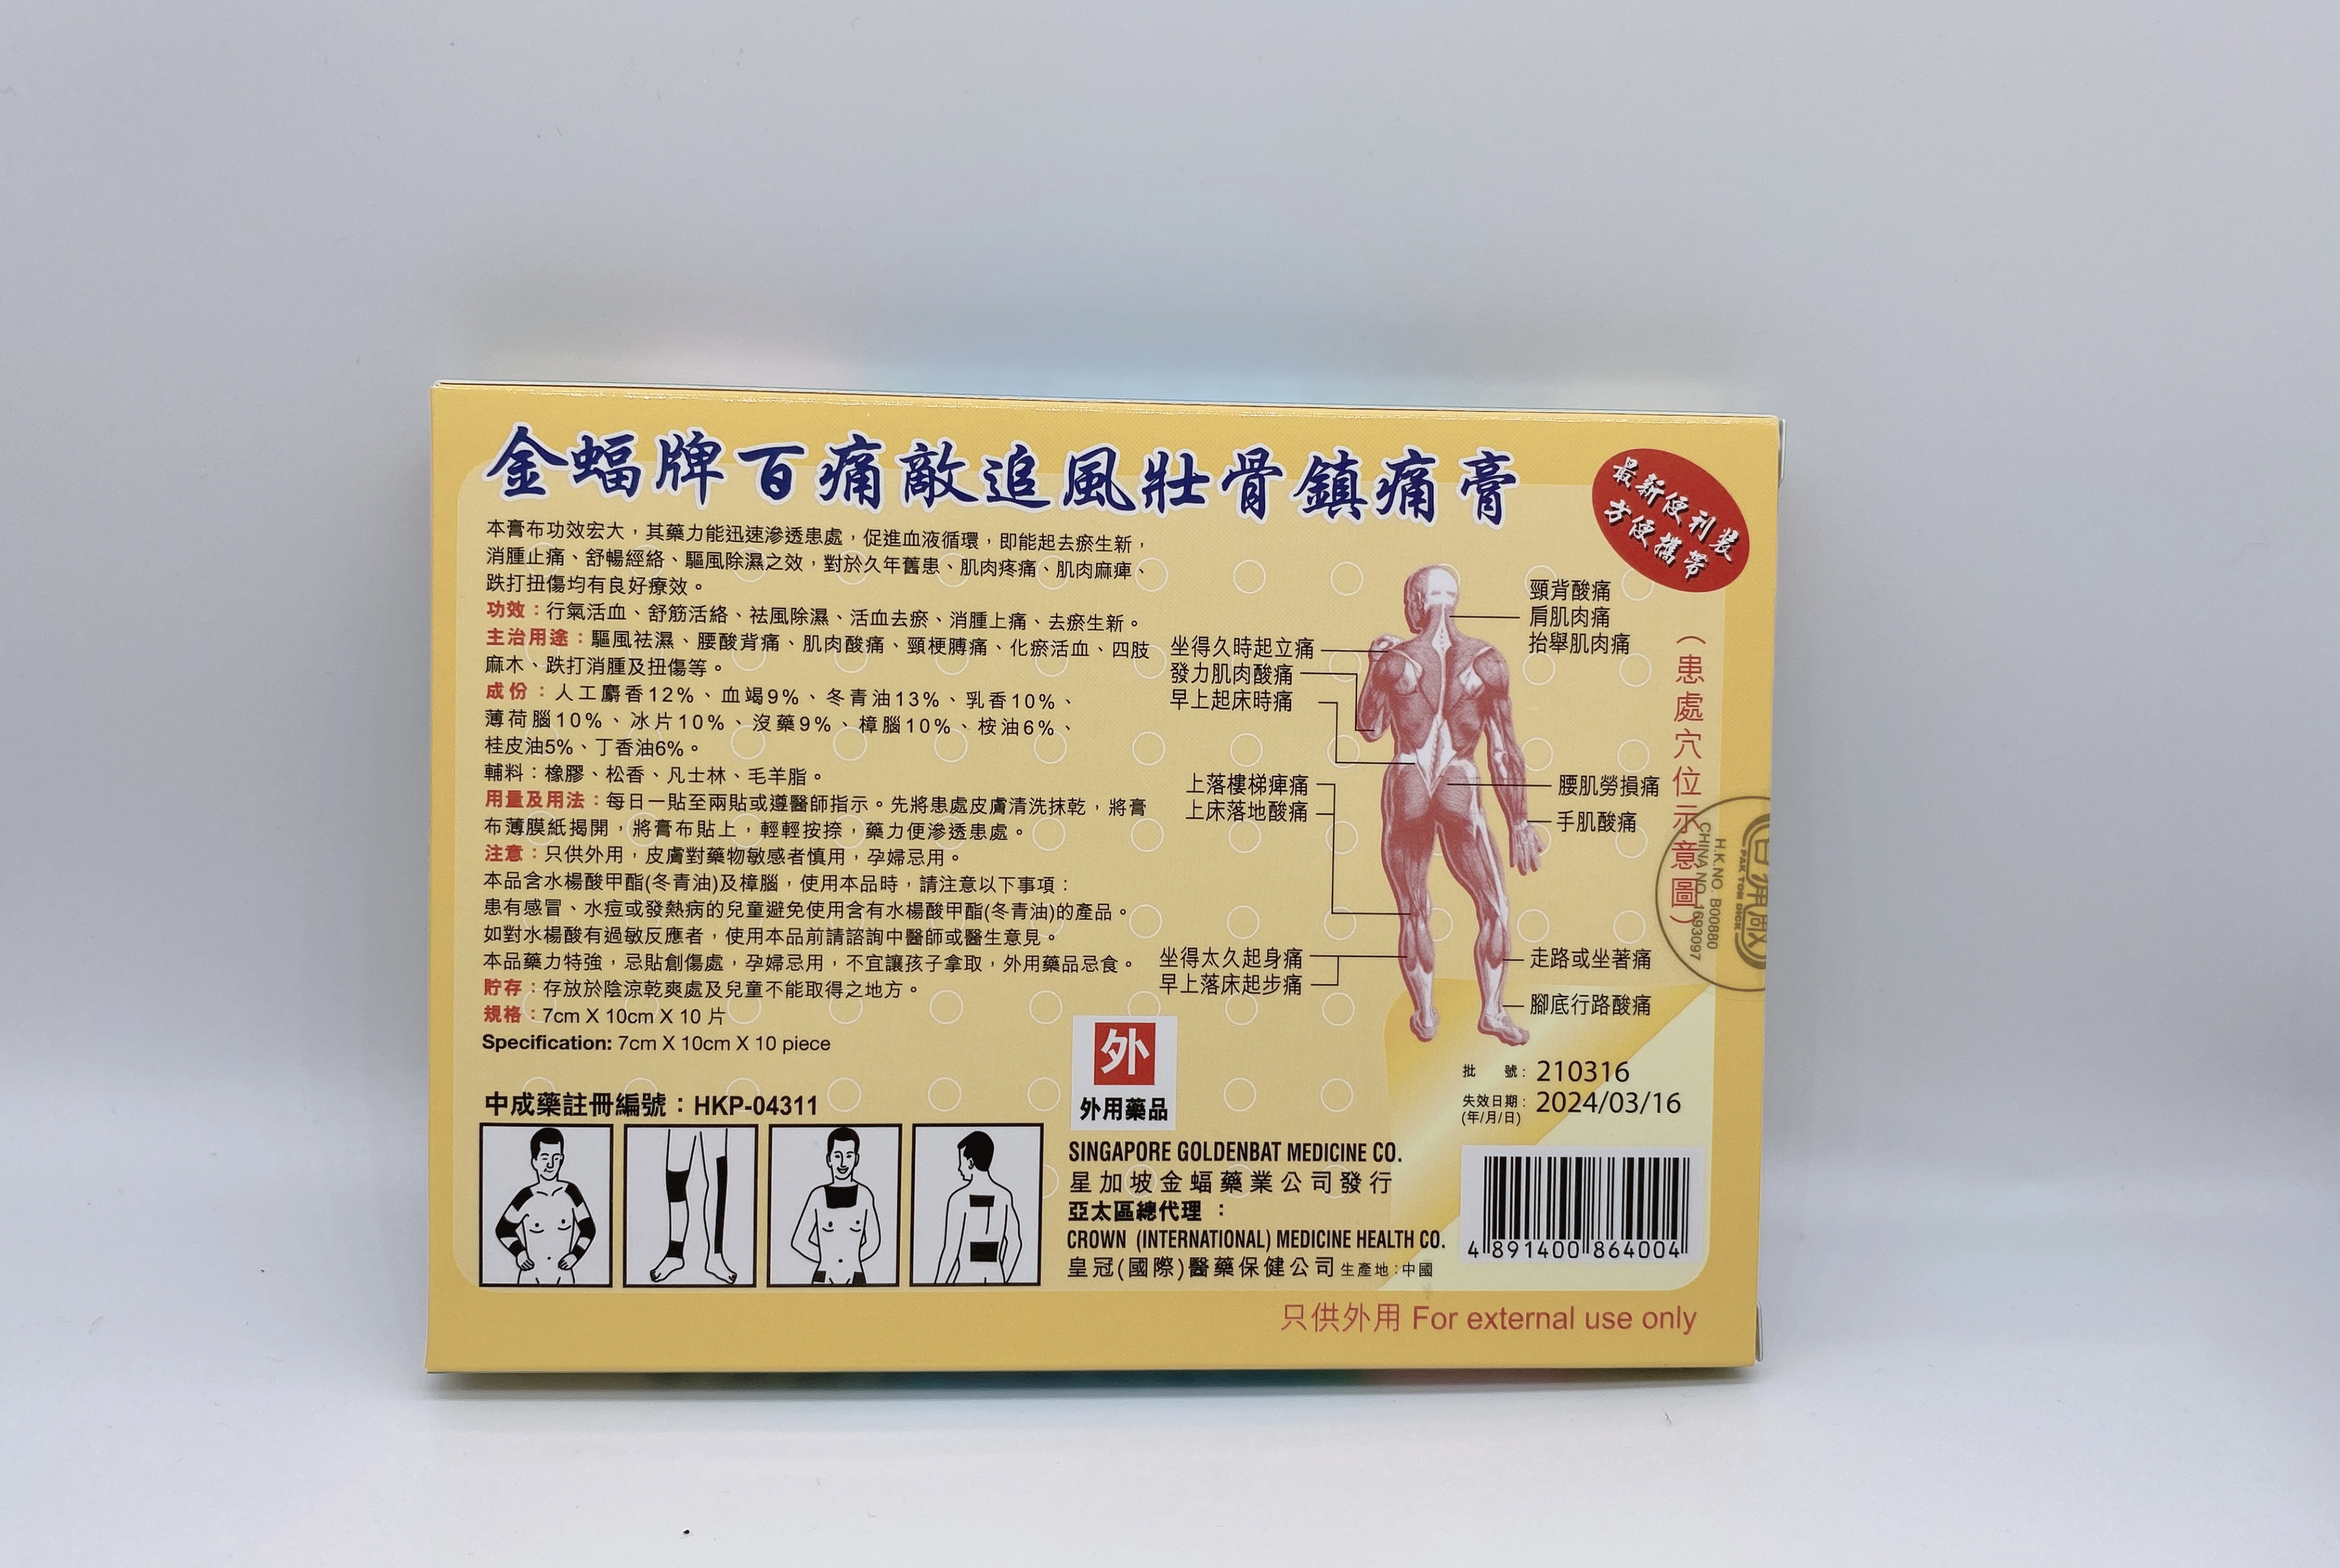 金蝠牌百痛敵追風壯骨鎮痛膏
最新便利裝
方便攜帶
本膏布功效宏大，其藥力能迅速滲透患處，促進血液循環，即能起去瘀生新，
消腫止痛、舒暢經絡、驅風除濕之效，對於久年舊患、肌肉疼痛、肌肉麻痺、
跌打扭傷均有良好療效。
功效：行氣活血、舒筋活絡、祛風除濕、活血去瘀、消腫上痛、去瘀生新。
主治用途：驅風祛濕、腰酸背痛、肌肉酸痛、頸梗膊痛、化瘀活血、四肢
麻木、跌打消腫及扭傷等。
成份：人工麝香12%、血竭9%、冬青油13%、乳香10%、
薄荷腦10%、冰片10%、沒藥9%、樟腦10%、桉油6%、
桂皮油5%、丁香油6%。
輔料：橡膠、松香、凡士林、毛羊脂。
用量及用法：每日一貼至兩貼或遵醫師指示。先將患處皮膚清洗抹乾，將膏
布薄膜紙揭開，將膏布貼上，輕輕按捺，藥力便滲透患處。
注意：只供外用，皮膚對藥物敏感者慎用，孕婦忌用。
本品含水楊酸甲酯(冬青油)及樟腦，使用本品時，請注意以下事項：
患有感冒、水痘或發熱病的兒童避免使用含有水楊酸甲酯(冬青油)的產品。
如對水楊酸有過敏反應者，使用本品前請諮詢中醫師或醫生意見。
本品藥力特強，忌貼創傷處，孕婦忌用，不宜讓孩子拿取，外用藥品忌食。
貯存：存放於陰涼乾爽處及兒童不能取得之地方。
規格：7cm X 10cm X 10 片
Specification: 7cm X 10cm X 10 piece
中成藥註冊編號：HKP-04311
頸背酸痛
肩肌肉痛
抬舉肌肉痛
坐得久時起立痛
發力肌肉酸痛
早上起床時痛
上落樓梯痺痛
上床落地酸痛
腰肌勞損痛
手肌酸痛
坐得太久起身痛
早上落床起步痛
走路或坐著痛
腳底行路酸痛
（患處穴位示意圖）
百痛敵
PAK TON DICK
H.K.NO. B00880
CHINA NO. 1693097
外
外用藥品
批 號: 210316
失效日期: 2024/03/16
(年/月/日)
SINGAPORE GOLDENBAT MEDICINE CO.
星加坡金蝠藥業公司發行
亞太區總代理：
CROWN (INTERNATIONAL) MEDICINE HEALTH CO.
皇冠(國際)醫藥保健公司 生產地:中國
4 891400 864004
只供外用 For external use only